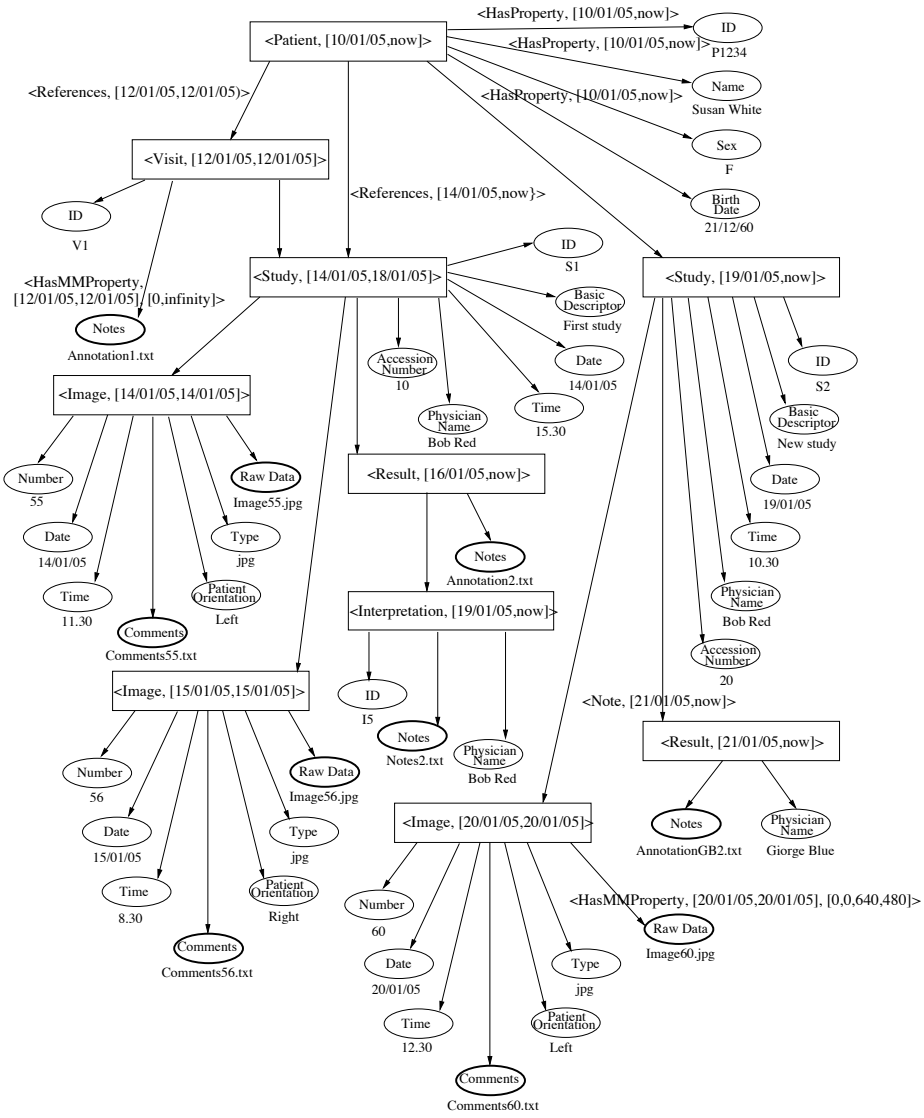 <HasProperty, [10/01/05,now]>
ID
P1234
<Patient, [10/01/05,now]>
<HasProperty, [10/01/05,now]>
Name
Susan White
<References, [12/01/05,12/01/05)>
<HasProperty, [10/01/05,now]>
Sex
F
<Visit, [12/01/05,12/01/05]>
<References, [14/01/05,now}>
Birth
Date
21/12/60
ID
V1
ID
S1
<HasMMProperty,
[12/01/05,12/01/05], [0,infinity]>
<Study, [14/01/05,18/01/05]>
<Study, [19/01/05,now]>
Basic
Descriptor
First study
Notes
Annotation1.txt
Accession
Number
10
Date
14/01/05
ID
S2
<Image, [14/01/05,14/01/05]>
Physician
Name
Bob Red
Time
15.30
Basic
Descriptor
New study
Number
55
Raw Data
Image55.jpg
<Result, [16/01/05,now]>
Date
19/01/05
Date
14/01/05
Type
jpg
Notes
Annotation2.txt
Time
10.30
Time
11.30
Patient
Orientation
Left
<Interpretation, [19/01/05,now]>
Physician
Name
Bob Red
Comments
Comments55.txt
Accession
Number
20
<Image, [15/01/05,15/01/05]>
ID
I5
<Note, [21/01/05,now]>
Notes
Notes2.txt
Physician
Name
Bob Red
<Result, [21/01/05,now]>
Number
56
Raw Data
Image56.jpg
Date
15/01/05
Type
jpg
<Image, [20/01/05,20/01/05]>
Notes
AnnotationGB2.txt
Physician
Name
Giorge Blue
Time
8.30
Patient
Orientation
Right
Number
60
<HasMMProperty, [20/01/05,20/01/05], [0,0,640,480]>
Raw Data
Image60.jpg
Comments
Comments56.txt
Date
20/01/05
Type
jpg
Time
12.30
Patient
Orientation
Left
Comments
Comments60.txt